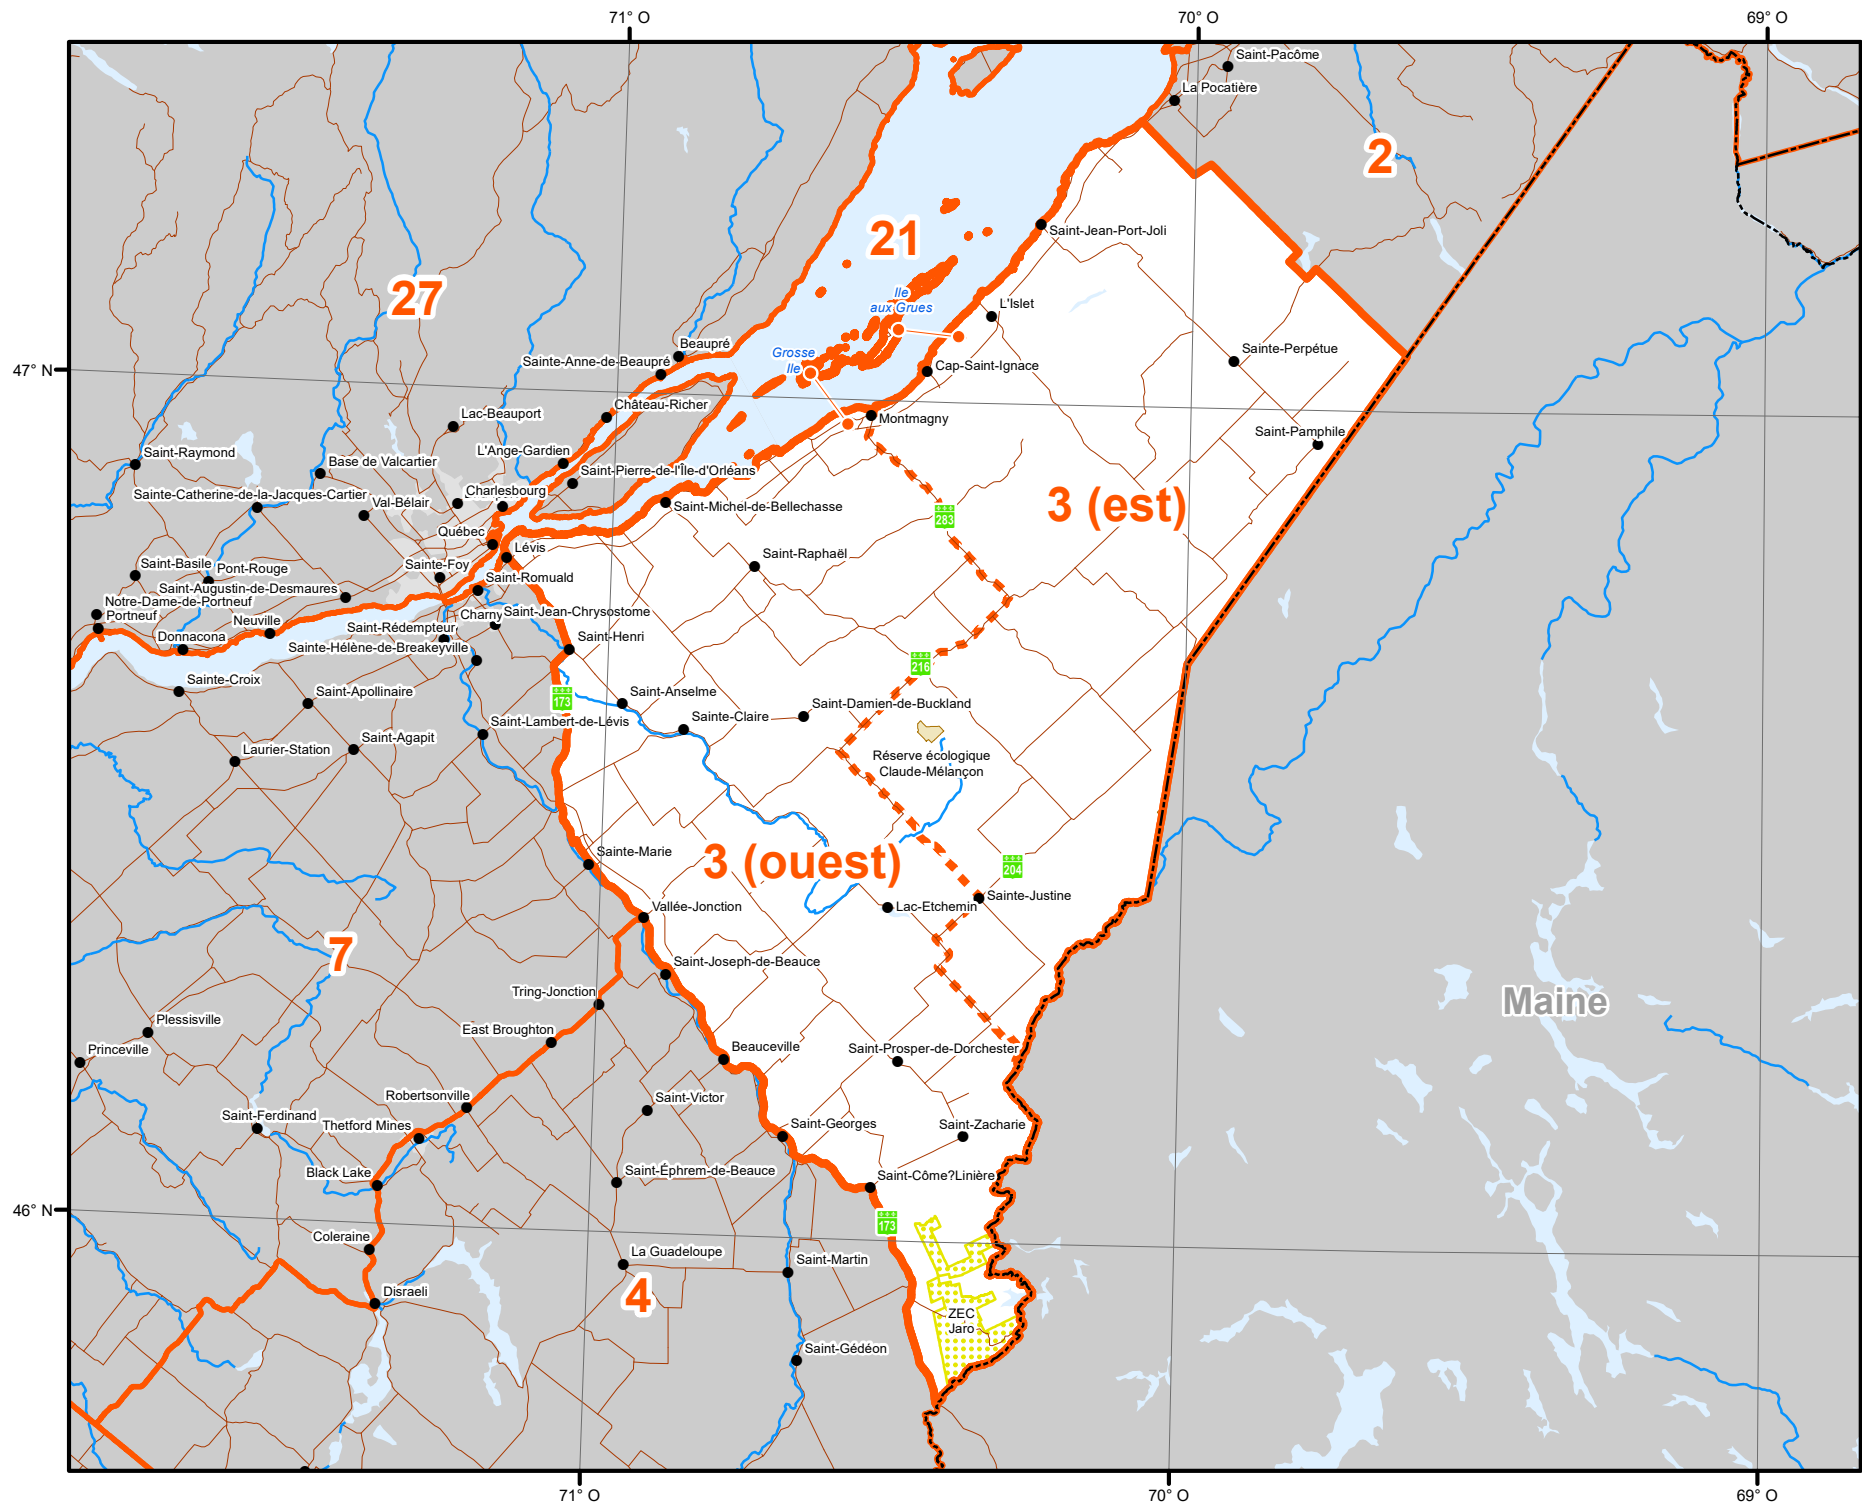 71° O
70° O
69° O
Saint-Pacôme
La Pocatière
2
Saint-Jean-Port-Joli
21
27
Ile
aux Grues
L'Islet
Grosse
Ile
Beaupré
Sainte-Anne-de-Beaupré
Sainte-Perpétue
47° N
Cap-Saint-Ignace
Château-Richer
Lac-Beauport
Montmagny
Saint-Pamphile
Saint-Raymond
L'Ange-Gardien
Base de Valcartier
Saint-Pierre-de-l'Île-d'Orléans
Sainte-Catherine-de-la-Jacques-Cartier
Charlesbourg
Val-Bélair
Saint-Michel-de-Bellechasse
3 (est)
283
Québec
Lévis
Saint-Raphaël
Saint-Basile
Pont-Rouge
Sainte-Foy
Saint-Romuald
Saint-Augustin-de-Desmaures
Notre-Dame-de-Portneuf
Portneuf
Neuville
Charny
Saint-Jean-Chrysostome
Donnacona
Saint-Rédempteur
Saint-Henri
Sainte-Hélène-de-Breakeyville
216
Sainte-Croix
Saint-Apollinaire
173
Saint-Anselme
Saint-Damien-de-Buckland
Sainte-Claire
Saint-Lambert-de-Lévis
Laurier-Station
Saint-Agapit
Réserve écologique
Claude-Mélançon
Sainte-Marie
3 (ouest)
204
Sainte-Justine
Vallée-Jonction
Lac-Etchemin
7
Saint-Joseph-de-Beauce
Tring-Jonction
Maine
Plessisville
East Broughton
Princeville
Beauceville
Saint-Prosper-de-Dorchester
Robertsonville
Saint-Victor
Saint-Ferdinand
Thetford Mines
Saint-Georges
Saint-Zacharie
Black Lake
Saint-Éphrem-de-Beauce
Saint-Côme?Linière
46° N
173
Coleraine
La Guadeloupe
Saint-Martin
Disraeli
4
ZEC
Jaro
Saint-Gédéon
71° O
70° O
69° O